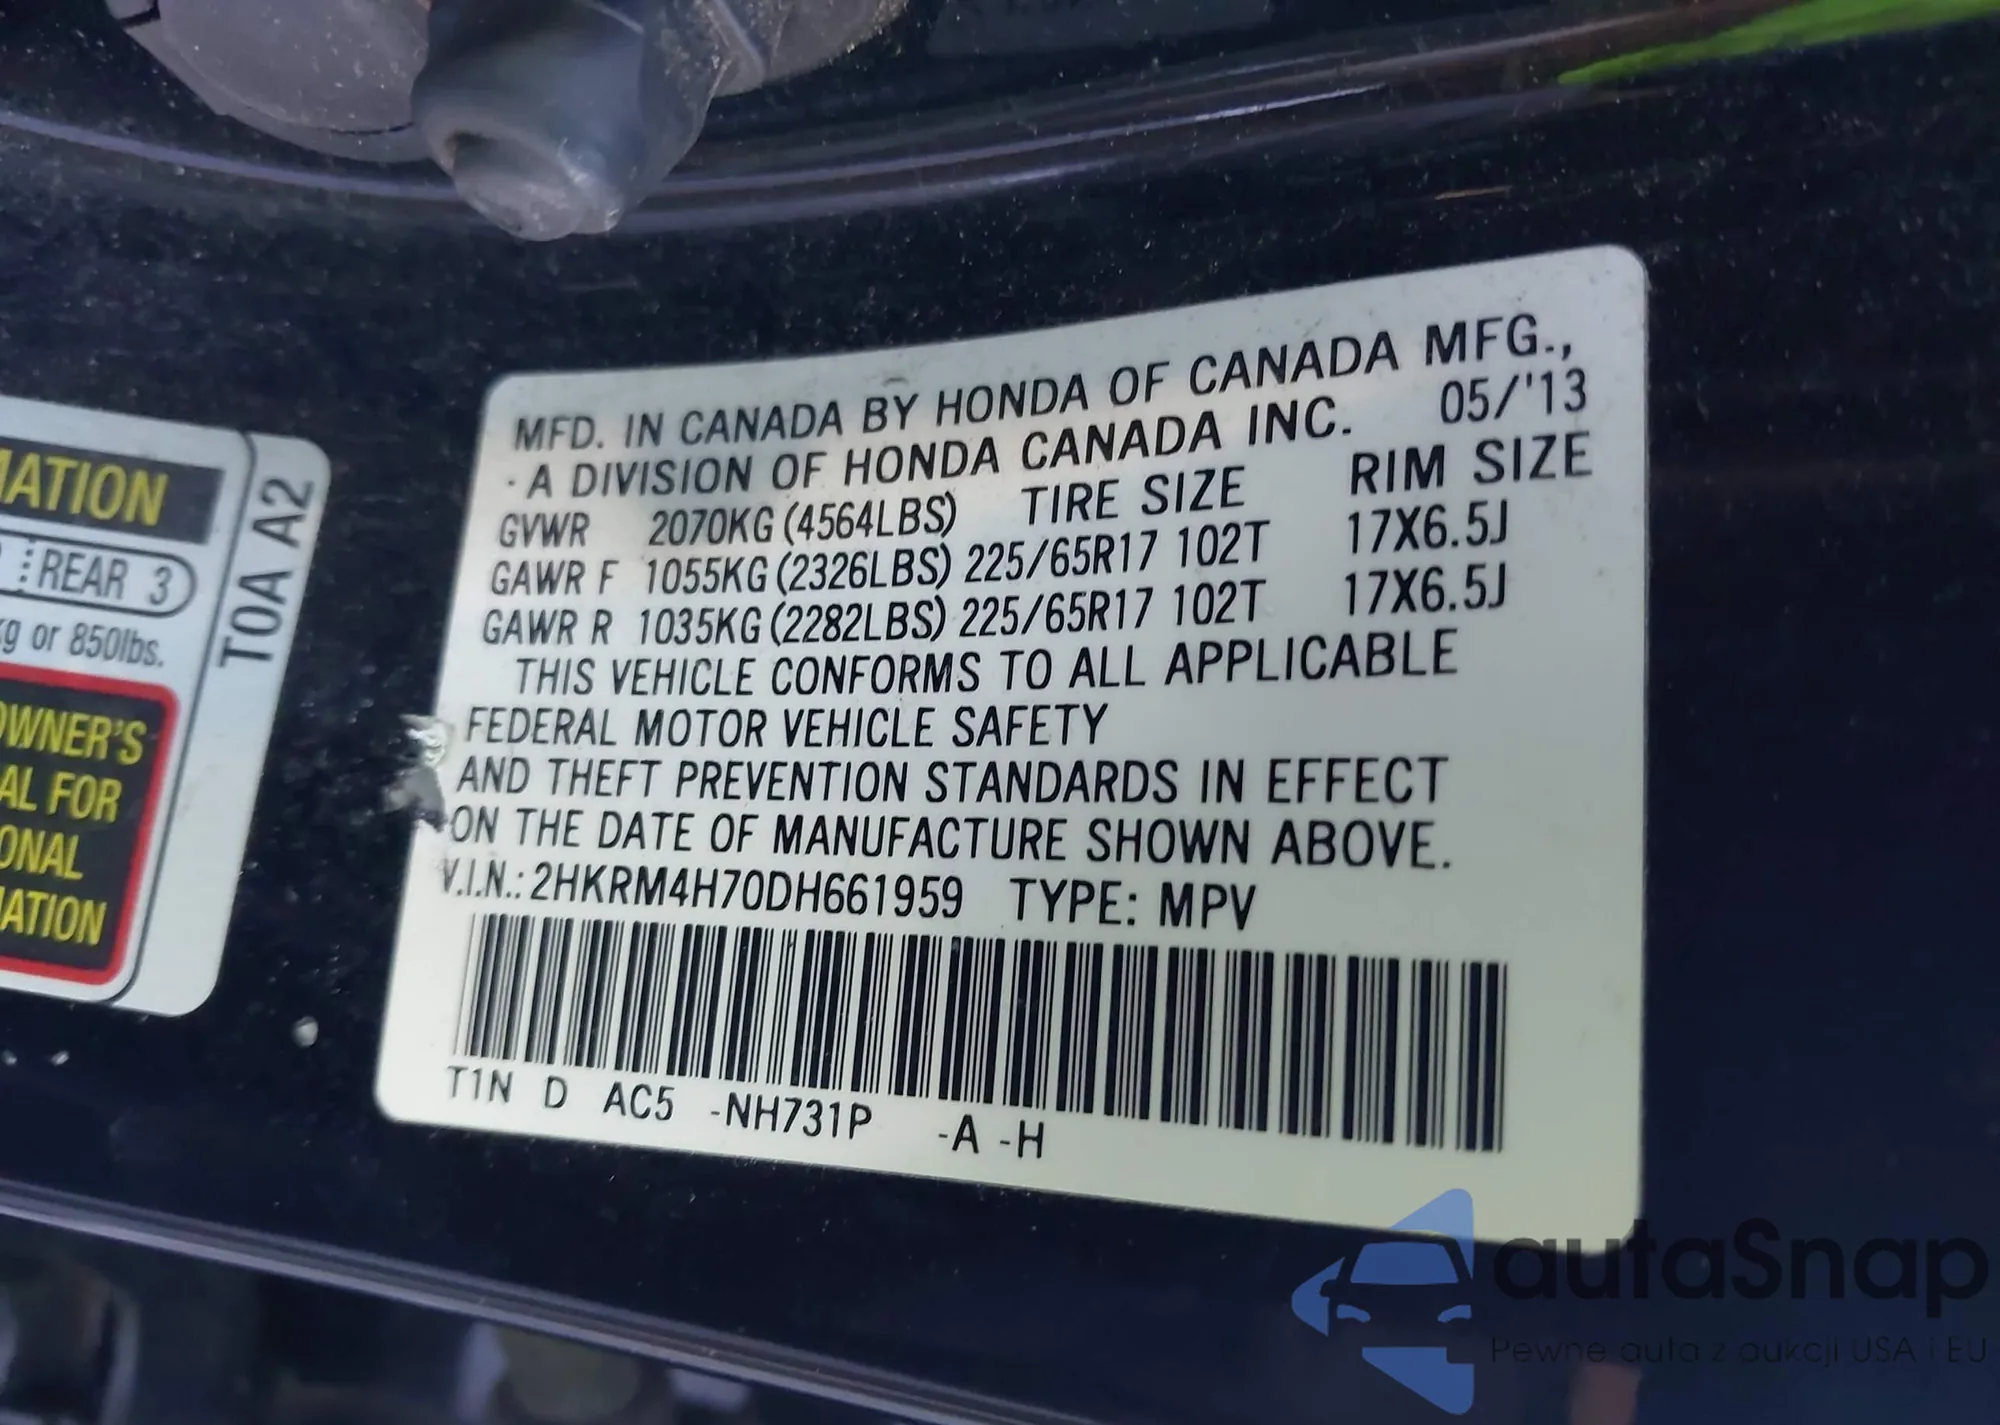 MFD. IN CANADA BY HONDA OF CANADA MFG.,
A DIVISION OF HONDA CANADA INC. 05/'13
GVWR 2070KG (4564LBS) TIRE SIZE RIM SIZE
GAWR F 1055KG (2326LBS) 225/65R17 102T 17X6.5J
GAWR R 1035KG (2282LBS) 225/65R17 102T 17X6.5J
THIS VEHICLE CONFORMS TO ALL APPLICABLE
FEDERAL MOTOR VEHICLE SAFETY
AND THEFT PREVENTION STANDARDS IN EFFECT
ON THE DATE OF MANUFACTURE SHOWN ABOVE.
V.I.N.: 2HKRM4H70DH661959 TYPE: MPV
T1N D AC5 -NH731P -A -H
MATION
REAR 3
kg or 850lbs.
OWNER'S
AL FOR
IONAL
MATION
T0A A2
autaSnap
Pewne auta z aukcji USA i EU